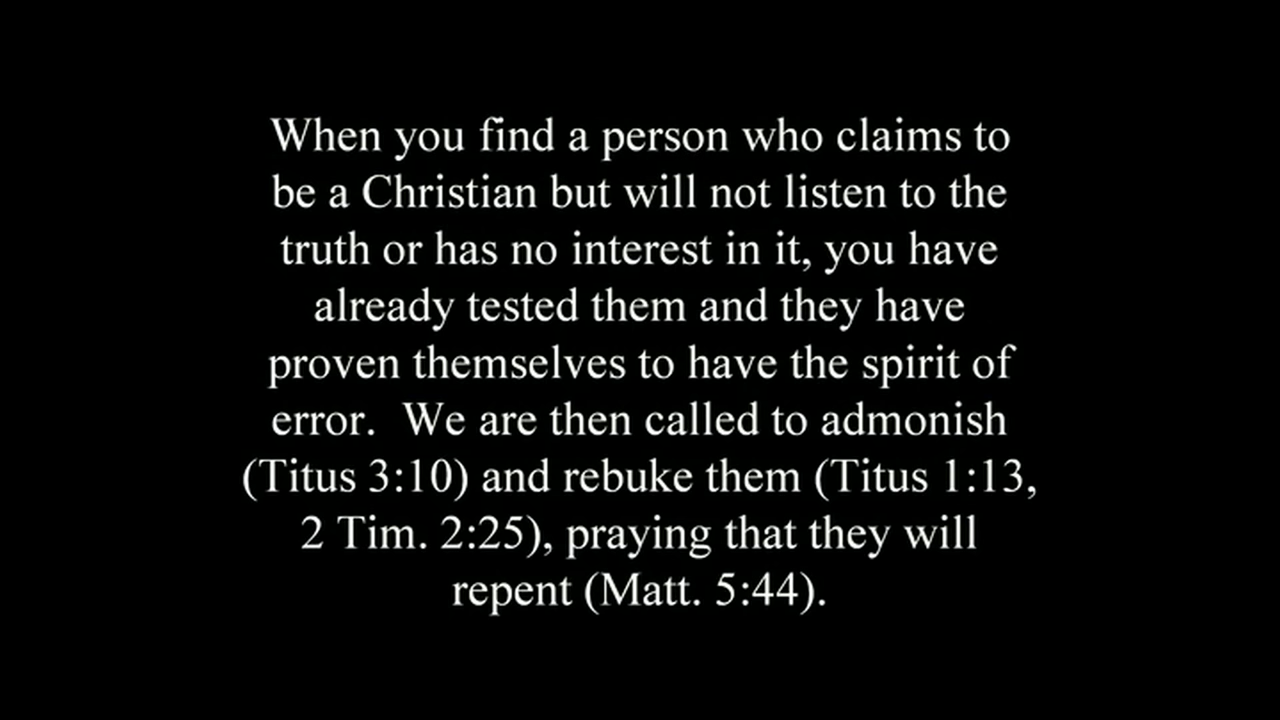 When you find a person who claims to
be a Christian but will not listen to the
truth or has no interest in it, you have
already tested them and they have
proven themselves to have the spirit of
error.  We are then called to admonish
(Titus 3:10) and rebuke them (Titus 1:13,
2 Tim. 2:25), praying that they will
repent (Matt. 5:44).